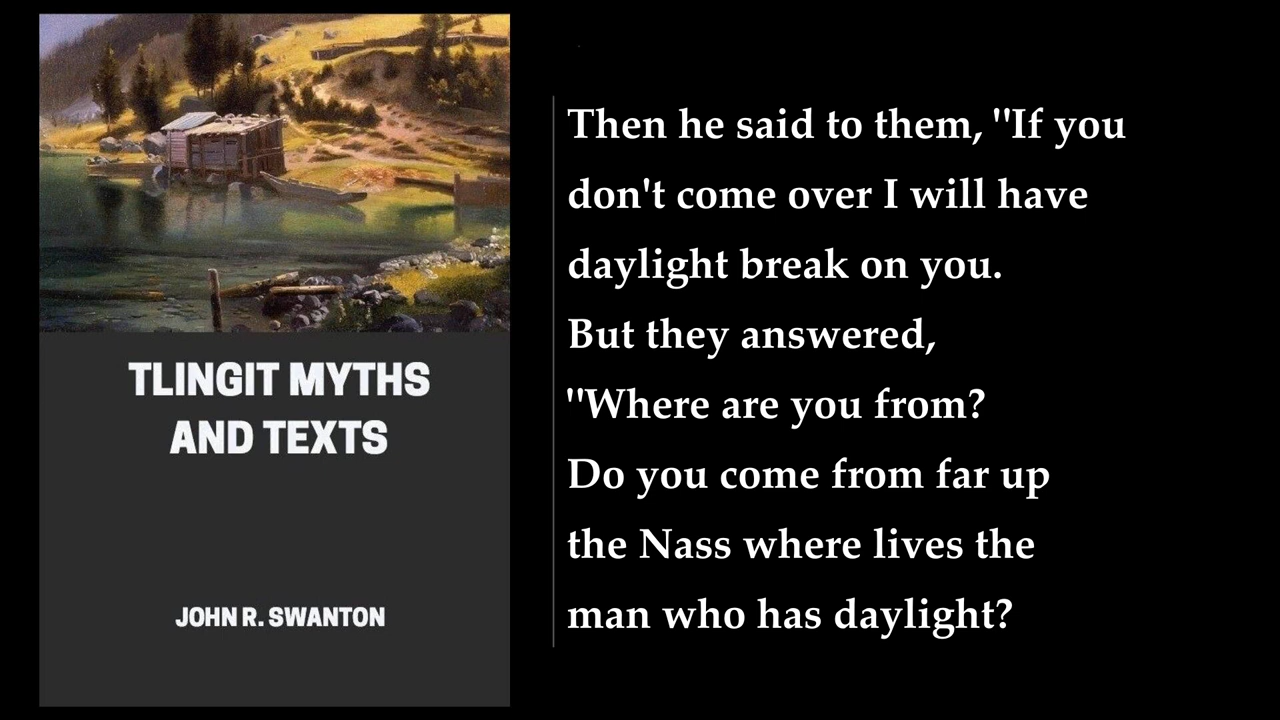 TLINGIT MYTHS
AND TEXTS
JOHN R. SWANTON
Then he said to them, "If you
don't come over I will have
daylight break on you.
But they answered,
"Where are you from?
Do you come from far up
the Nass where lives the
man who has daylight?